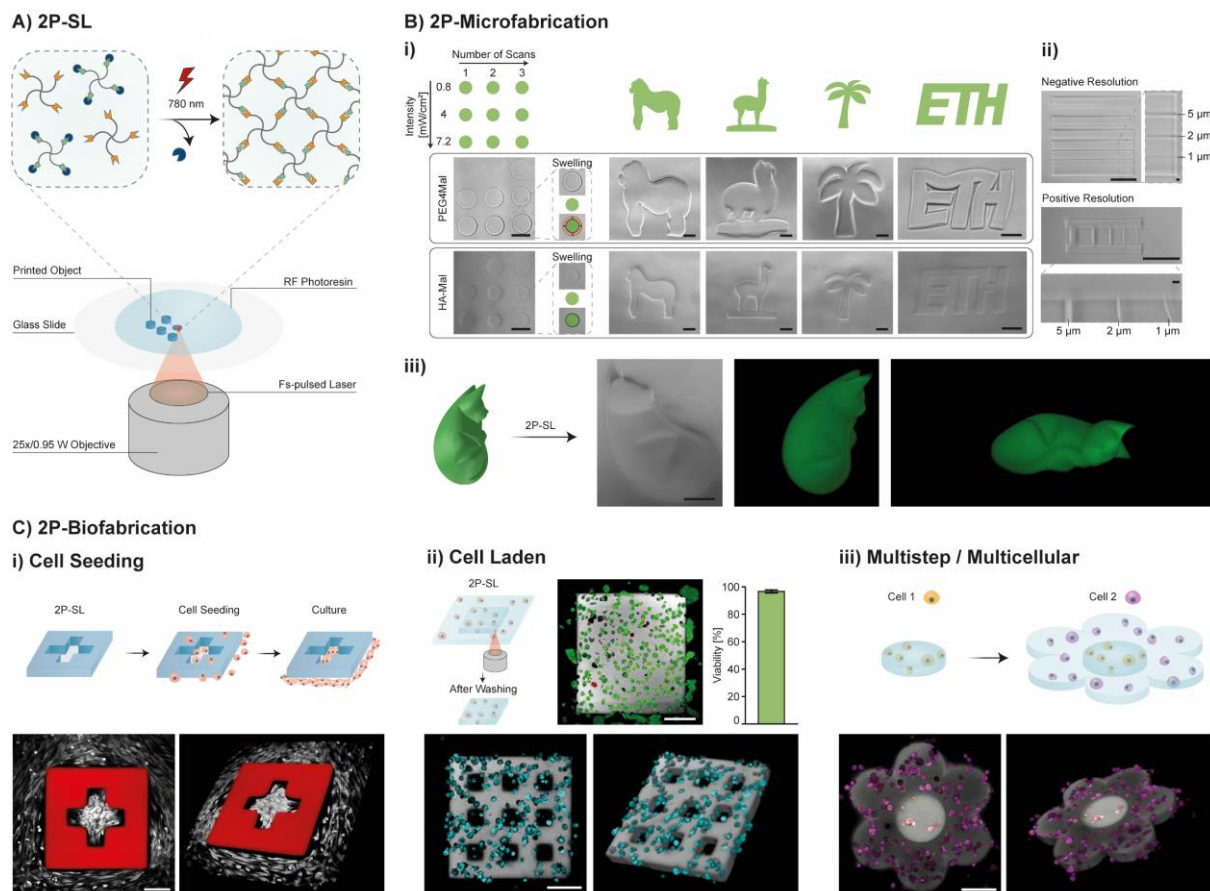 A) 2P-SL
780 nm
Printed Object
RF Photoresin
Glass Slide
Fs-pulsed Laser
25x/0.95 W Objective
B) 2P-Microfabrication
i)
Number of Scans
1 2 3
Intensity
[mW/cm²]
0.8
4
7.2
ETH
PEG4Mal
Swelling
ETH
HA-Mal
Swelling
ETH
ii)
Negative Resolution
5 µm
2 µm
1 µm
Positive Resolution
5 µm 2 µm 1 µm
iii)
2P-SL
C) 2P-Biofabrication
i) Cell Seeding
2P-SL
Cell Seeding
Culture
ii) Cell Laden
2P-SL
After Washing
Viability [%]
100
80
60
40
20
0
iii) Multistep / Multicellular
Cell 1
Cell 2